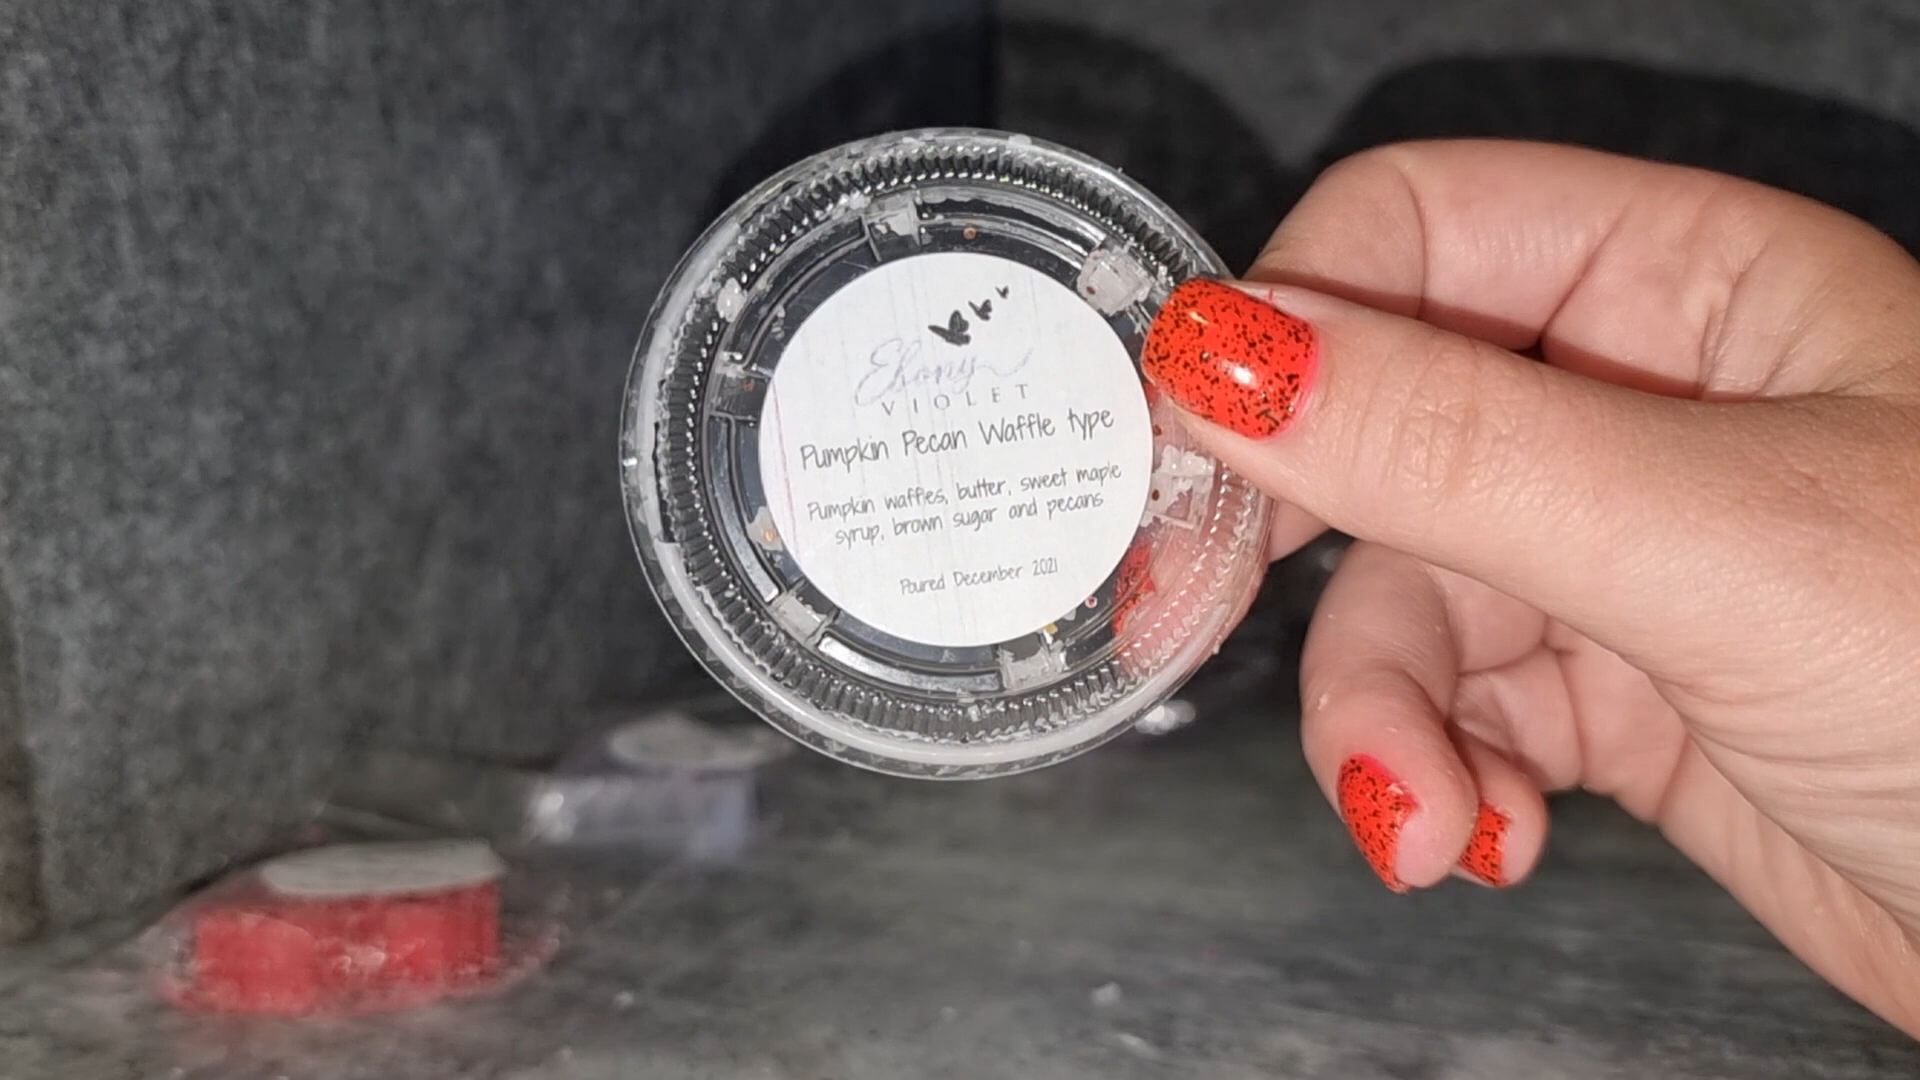 Ebony
VIOLET
Pumpkin Pecan Waffle type
Pumpkin waffles, butter, sweet maple
syrup, brown sugar and pecans
Poured December 2021